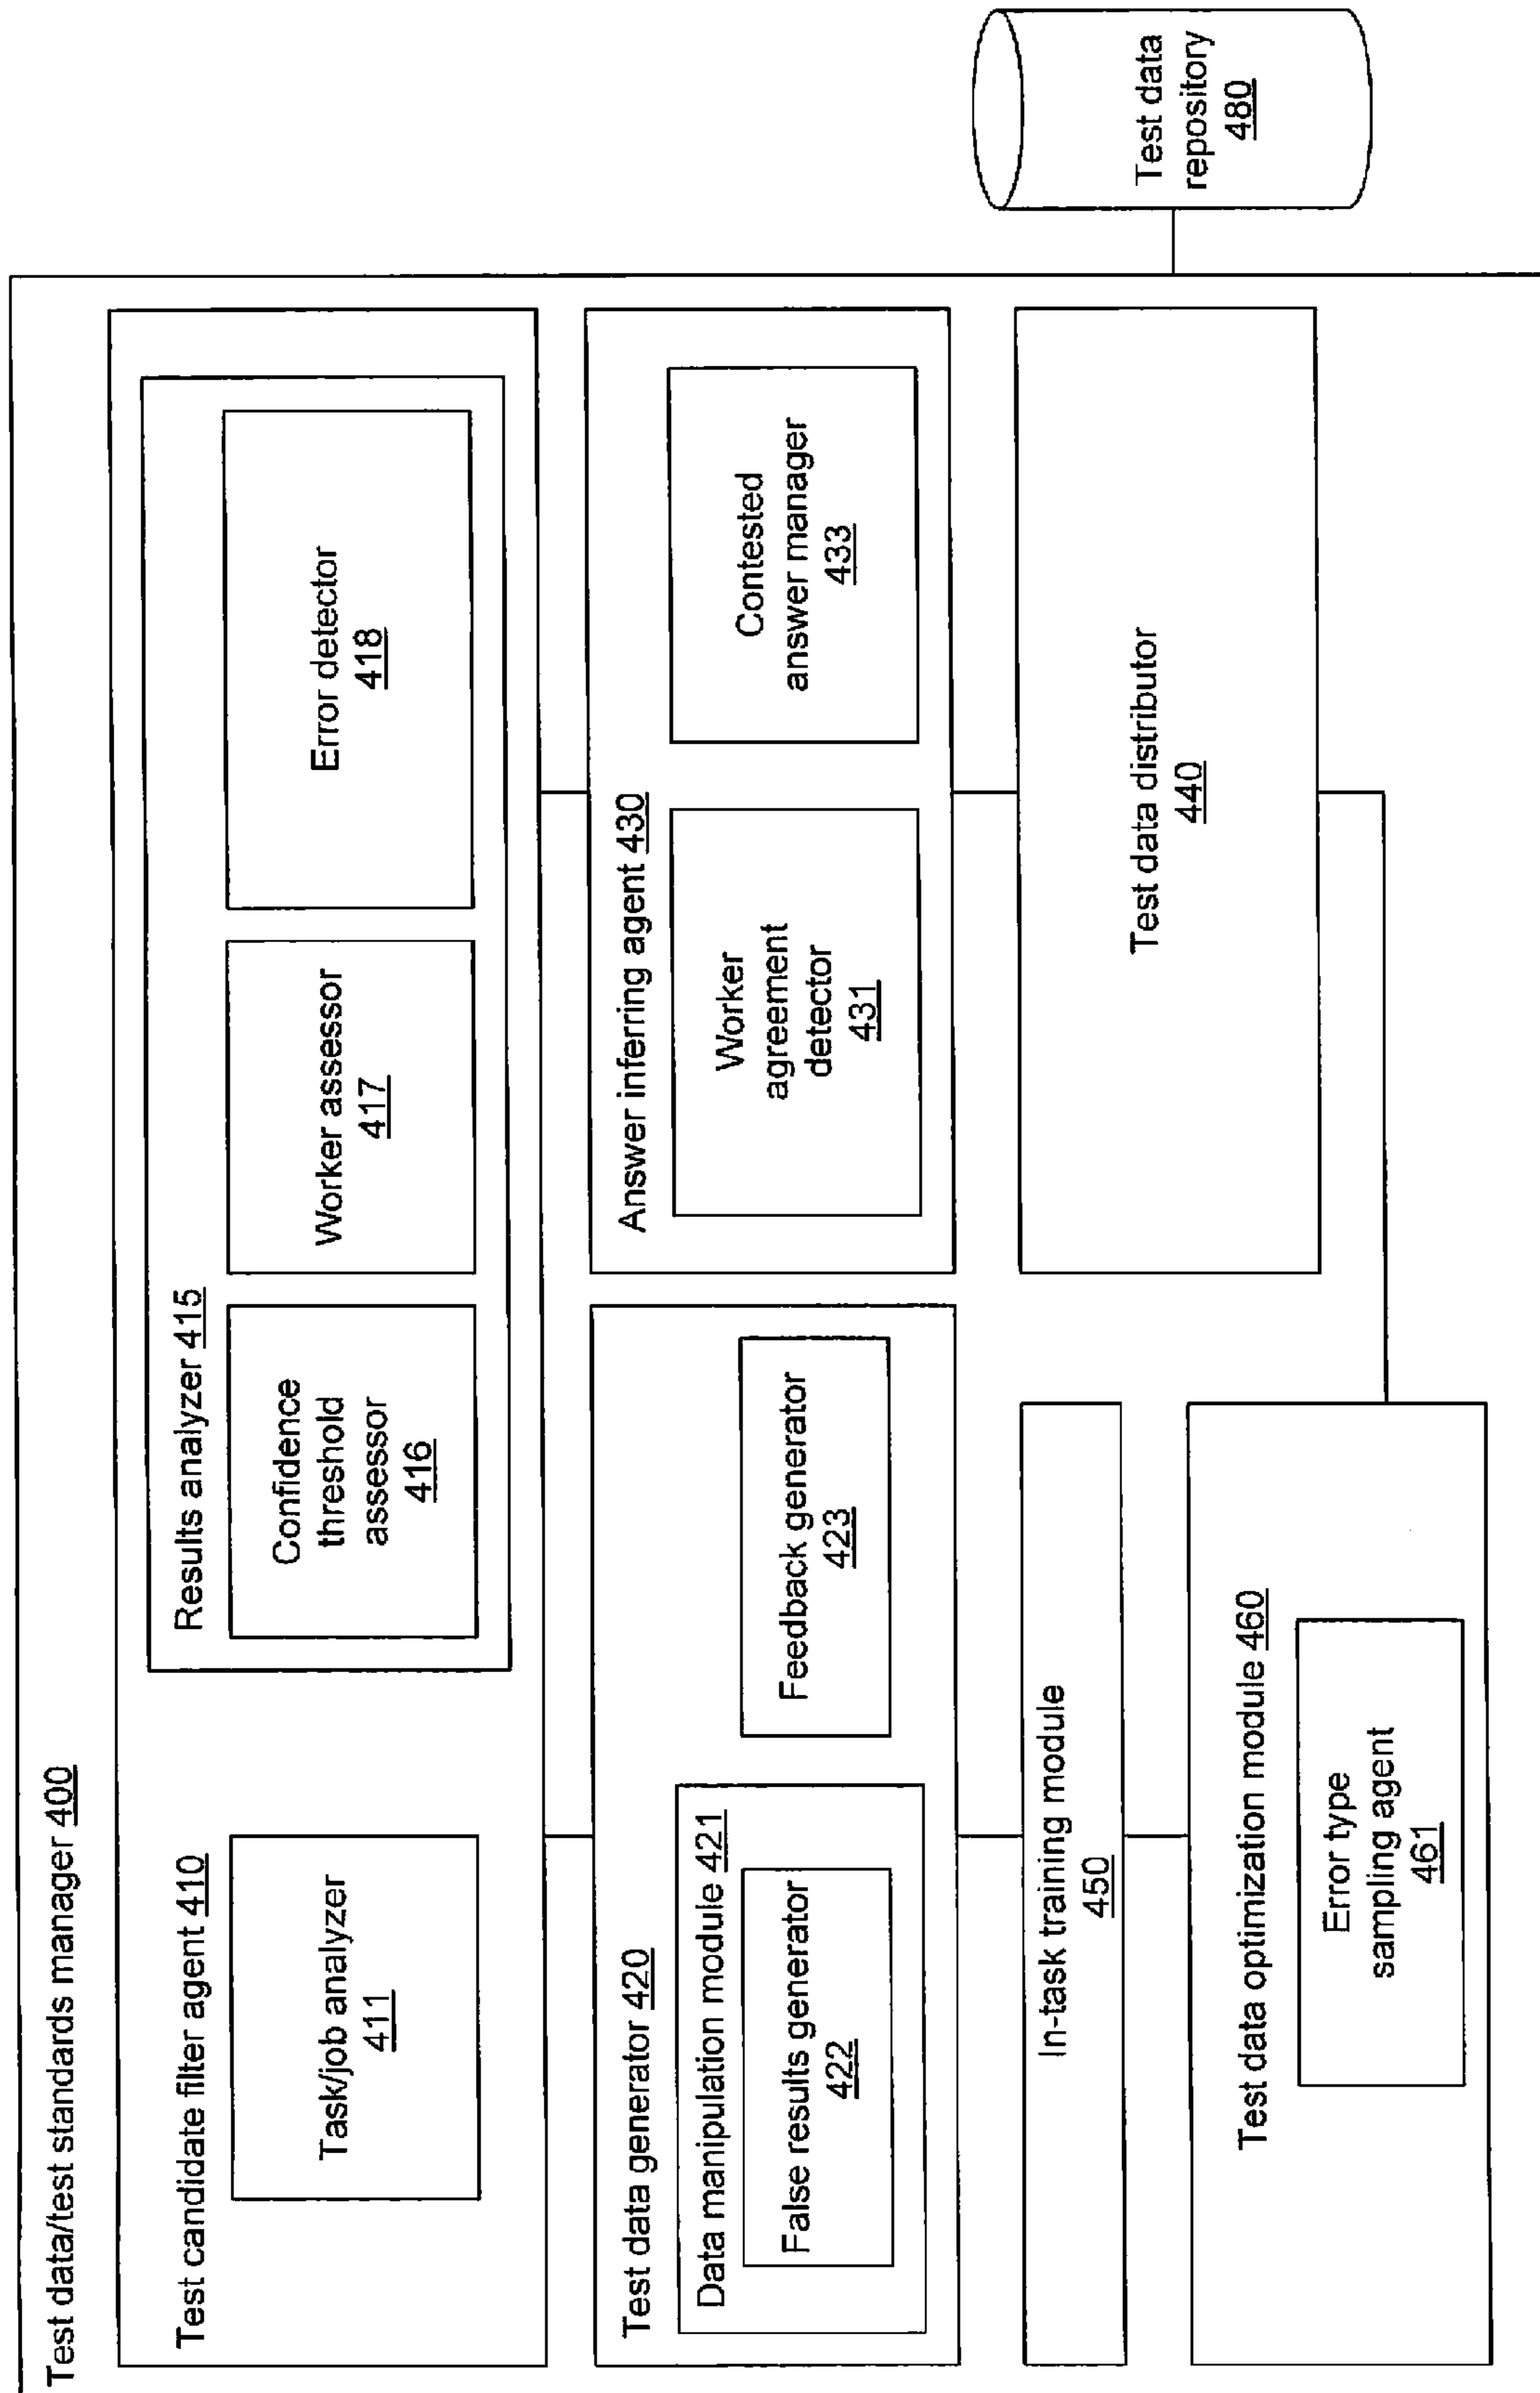 Test data/test standards manager 400
Test candidate filter agent 410
Task/job analyzer
411
Results analyzer 415
Confidence
threshold
assessor
416
Worker assessor
417
Error detector
418
Test data generator 420
Data manipulation module 421
False results generator
422
Feedback generator
423
Answer inferring agent 430
Worker
agreement
detector
431
Contested
answer manager
433
In-task training module
450
Test data distributor
440
Test data optimization module 460
Error type
sampling agent
461
Test data
repository
480